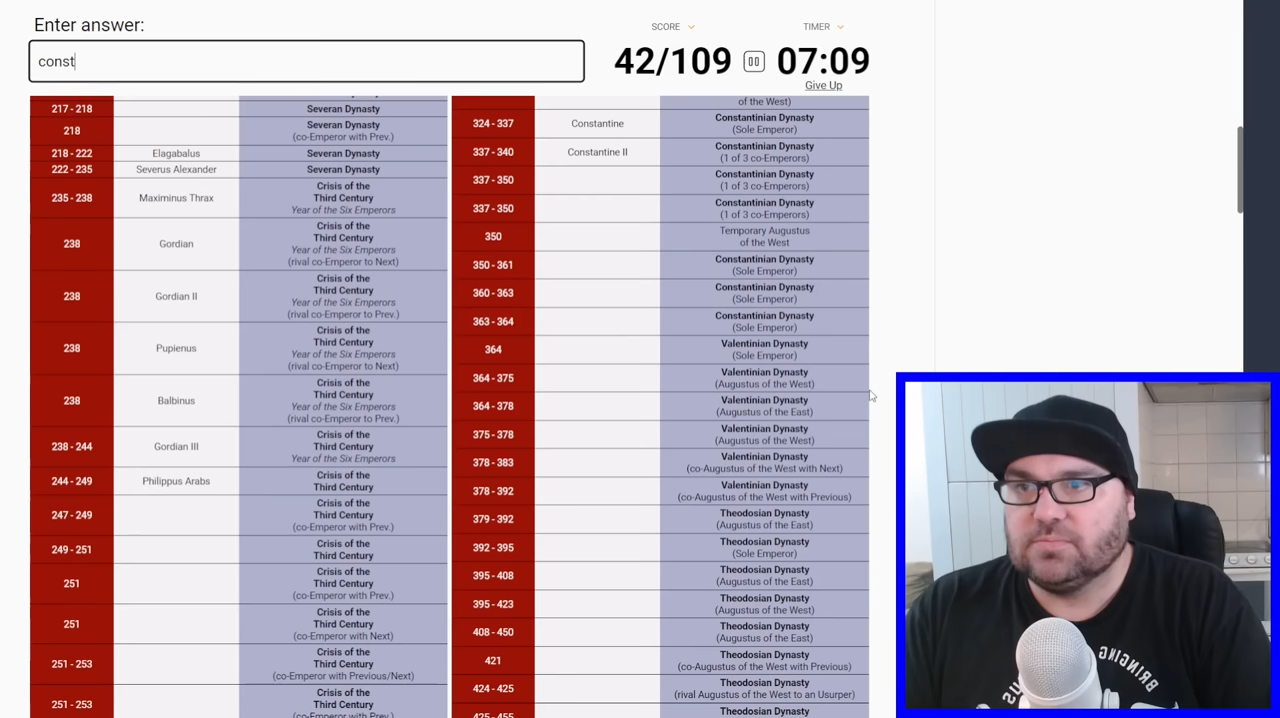 Enter answer:
const
SCORE
42/109
TIMER
07:09
Give Up
217 - 218
Severan Dynasty
218
Severan Dynasty
(co-Emperor with Prev.)
218 - 222
Elagabalus
Severan Dynasty
222 - 235
Severus Alexander
Severan Dynasty
235 - 238
Maximinus Thrax
Crisis of the
Third Century
Year of the Six Emperors
238
Gordian
Crisis of the
Third Century
Year of the Six Emperors
(rival co-Emperor to Next)
238
Gordian II
Crisis of the
Third Century
Year of the Six Emperors
(rival co-Emperor to Prev.)
238
Pupienus
Crisis of the
Third Century
Year of the Six Emperors
(rival co-Emperor to Next)
238
Balbinus
Crisis of the
Third Century
Year of the Six Emperors
(rival co-Emperor to Prev.)
238 - 244
Gordian III
Crisis of the
Third Century
Year of the Six Emperors
244 - 249
Philippus Arabs
Crisis of the
Third Century
247 - 249
Crisis of the
Third Century
(co-Emperor with Prev.)
249 - 251
Crisis of the
Third Century
251
Crisis of the
Third Century
(co-Emperor with Prev.)
251
Crisis of the
Third Century
(co-Emperor with Next)
251 - 253
Crisis of the
Third Century
(co-Emperor with Previous/Next)
251 - 253
Crisis of the
Third Century
(co-Emperor with Prev.)
of the West)
324 - 337
Constantine
Constantinian Dynasty
(Sole Emperor)
337 - 340
Constantine II
Constantinian Dynasty
(1 of 3 co-Emperors)
337 - 350
Constantinian Dynasty
(1 of 3 co-Emperors)
337 - 350
Constantinian Dynasty
(1 of 3 co-Emperors)
350
Temporary Augustus
of the West
350 - 361
Constantinian Dynasty
(Sole Emperor)
360 - 363
Constantinian Dynasty
(Sole Emperor)
363 - 364
Constantinian Dynasty
(Sole Emperor)
364
Valentinian Dynasty
(Sole Emperor)
364 - 375
Valentinian Dynasty
(Augustus of the West)
364 - 378
Valentinian Dynasty
(Augustus of the East)
375 - 378
Valentinian Dynasty
(Augustus of the West)
378 - 383
Valentinian Dynasty
(co-Augustus of the West with Next)
378 - 392
Valentinian Dynasty
(co-Augustus of the West with Previous)
379 - 392
Theodosian Dynasty
(Augustus of the East)
392 - 395
Theodosian Dynasty
(Sole Emperor)
395 - 408
Theodosian Dynasty
(Augustus of the East)
395 - 423
Theodosian Dynasty
(Augustus of the West)
408 - 450
Theodosian Dynasty
(Augustus of the East)
421
Theodosian Dynasty
(co-Augustus of the West with Previous)
424 - 425
Theodosian Dynasty
(rival Augustus of the West to an Usurper)
425 - 455
Theodosian Dynasty
BRINGING